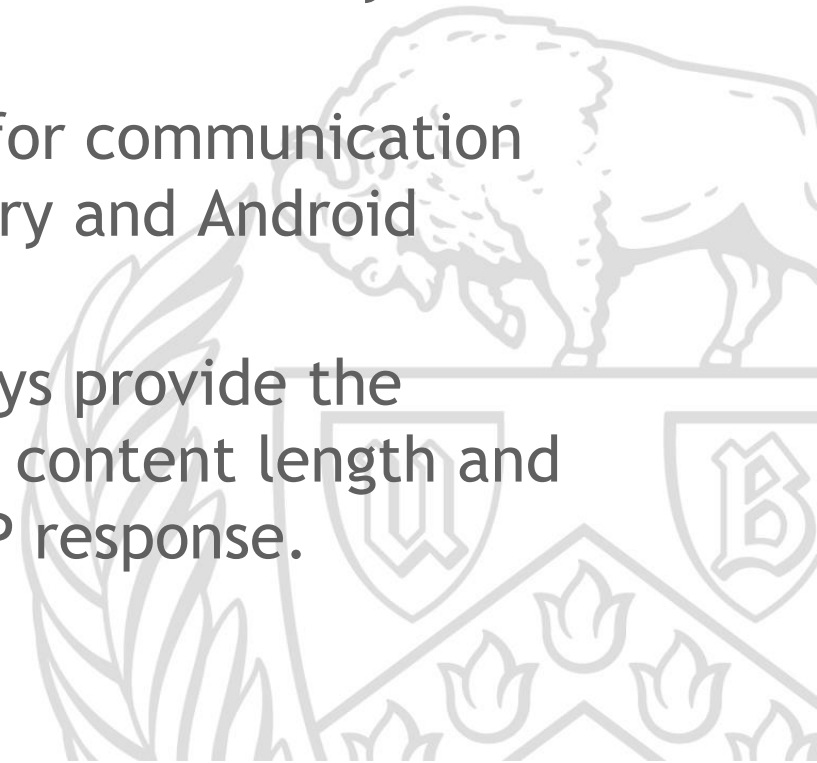 for communication
ry and Android
ys provide the
content length and
P response.
U B